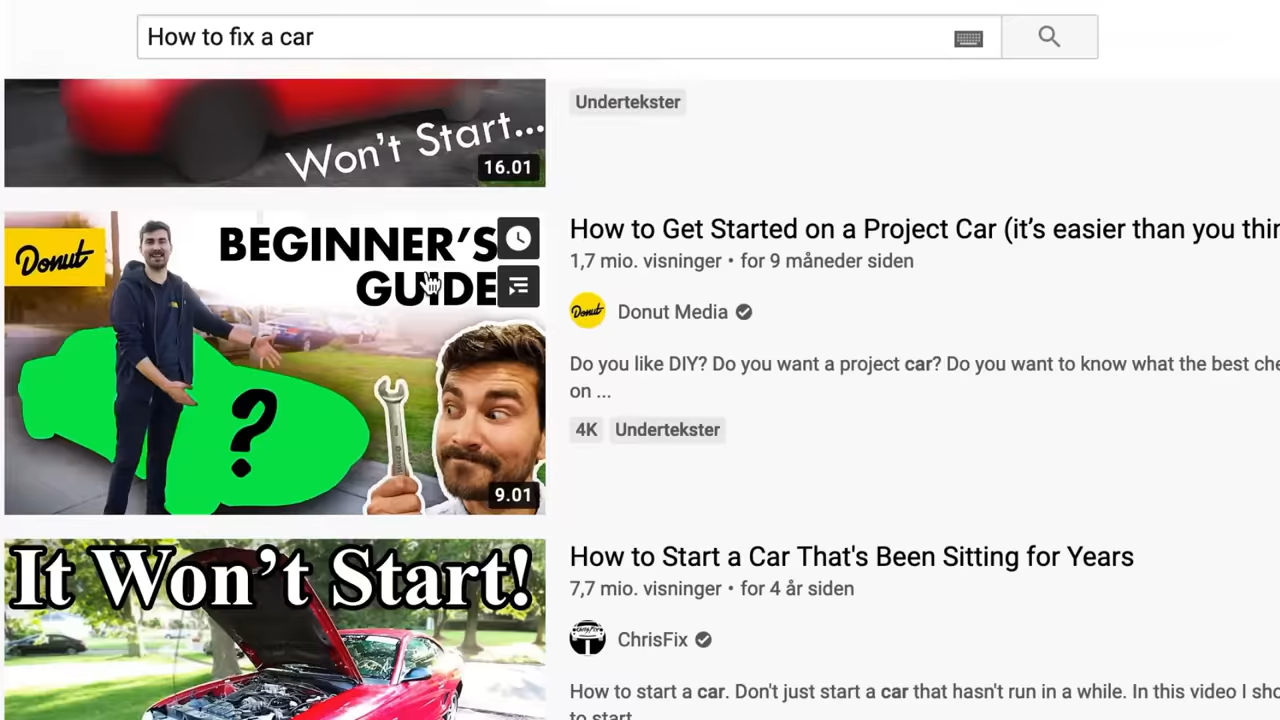 How to fix a car
Won't Start...
16.01
Undertekster
Donut
BEGINNER'S
GUIDE
?
9.01
How to Get Started on a Project Car (it's easier than you thin
1,7 mio. visninger • for 9 måneder siden
Donut
Donut Media
Do you like DIY? Do you want a project car? Do you want to know what the best che
on ...
4K
Undertekster
It Won't Start!
How to Start a Car That's Been Sitting for Years
7,7 mio. visninger • for 4 år siden
ChrisFix
How to start a car. Don't just start a car that hasn't run in a while. In this video I sho
to start